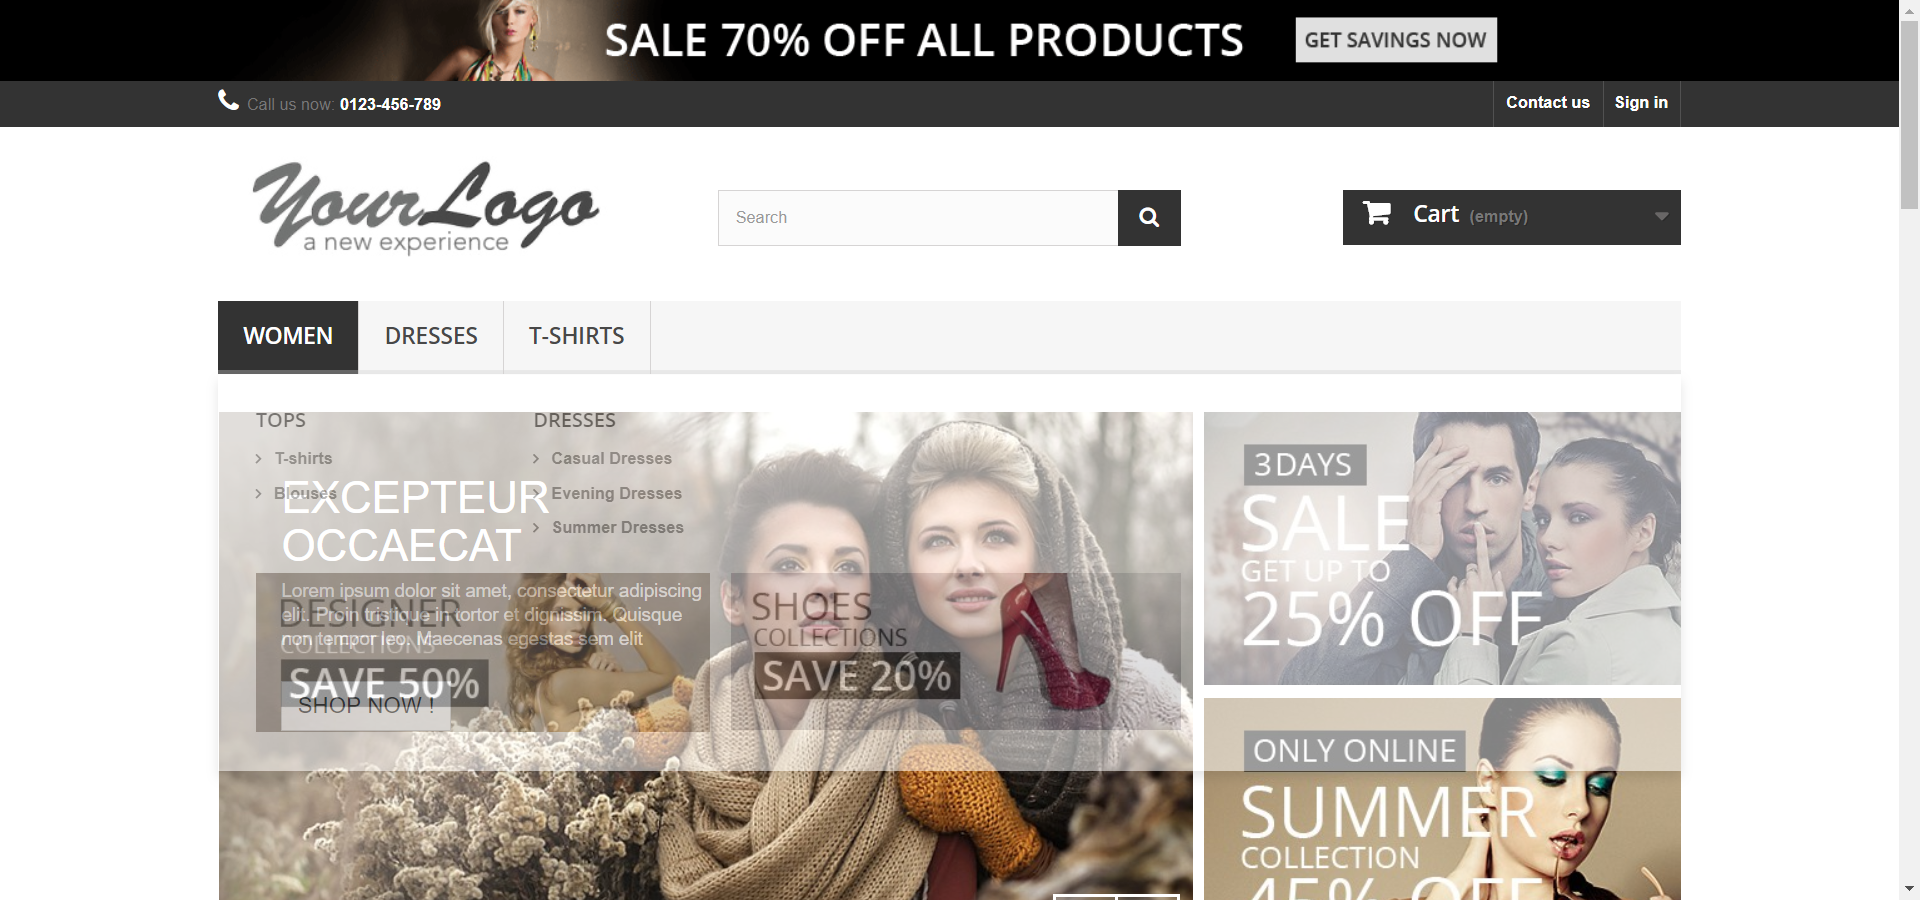 SALE 70% OFF ALL PRODUCTS
GET SAVINGS NOW
Call us now: 0123-456-789
Contact us
Sign in
YourLogo
a new experience
Search
Cart (empty)
WOMEN
DRESSES
T-SHIRTS
TOPS
T-shirts
Blouses
DRESSES
Casual Dresses
Evening Dresses
Summer Dresses
EXCEPTEUR
OCCAECAT
Lorem ipsum dolor sit amet, consectetur adipiscing
elit. Proin tristique in tortor et dignissim. Quisque
non tempor leo. Maecenas egestas sem elit
SHOP NOW !
DESIGNER
COLLECTIONS
SAVE 50%
SHOES
COLLECTIONS
SAVE 20%
3 DAYS
SALE
GET UP TO
25% OFF
ONLY ONLINE
SUMMER
COLLECTION
45% OFF